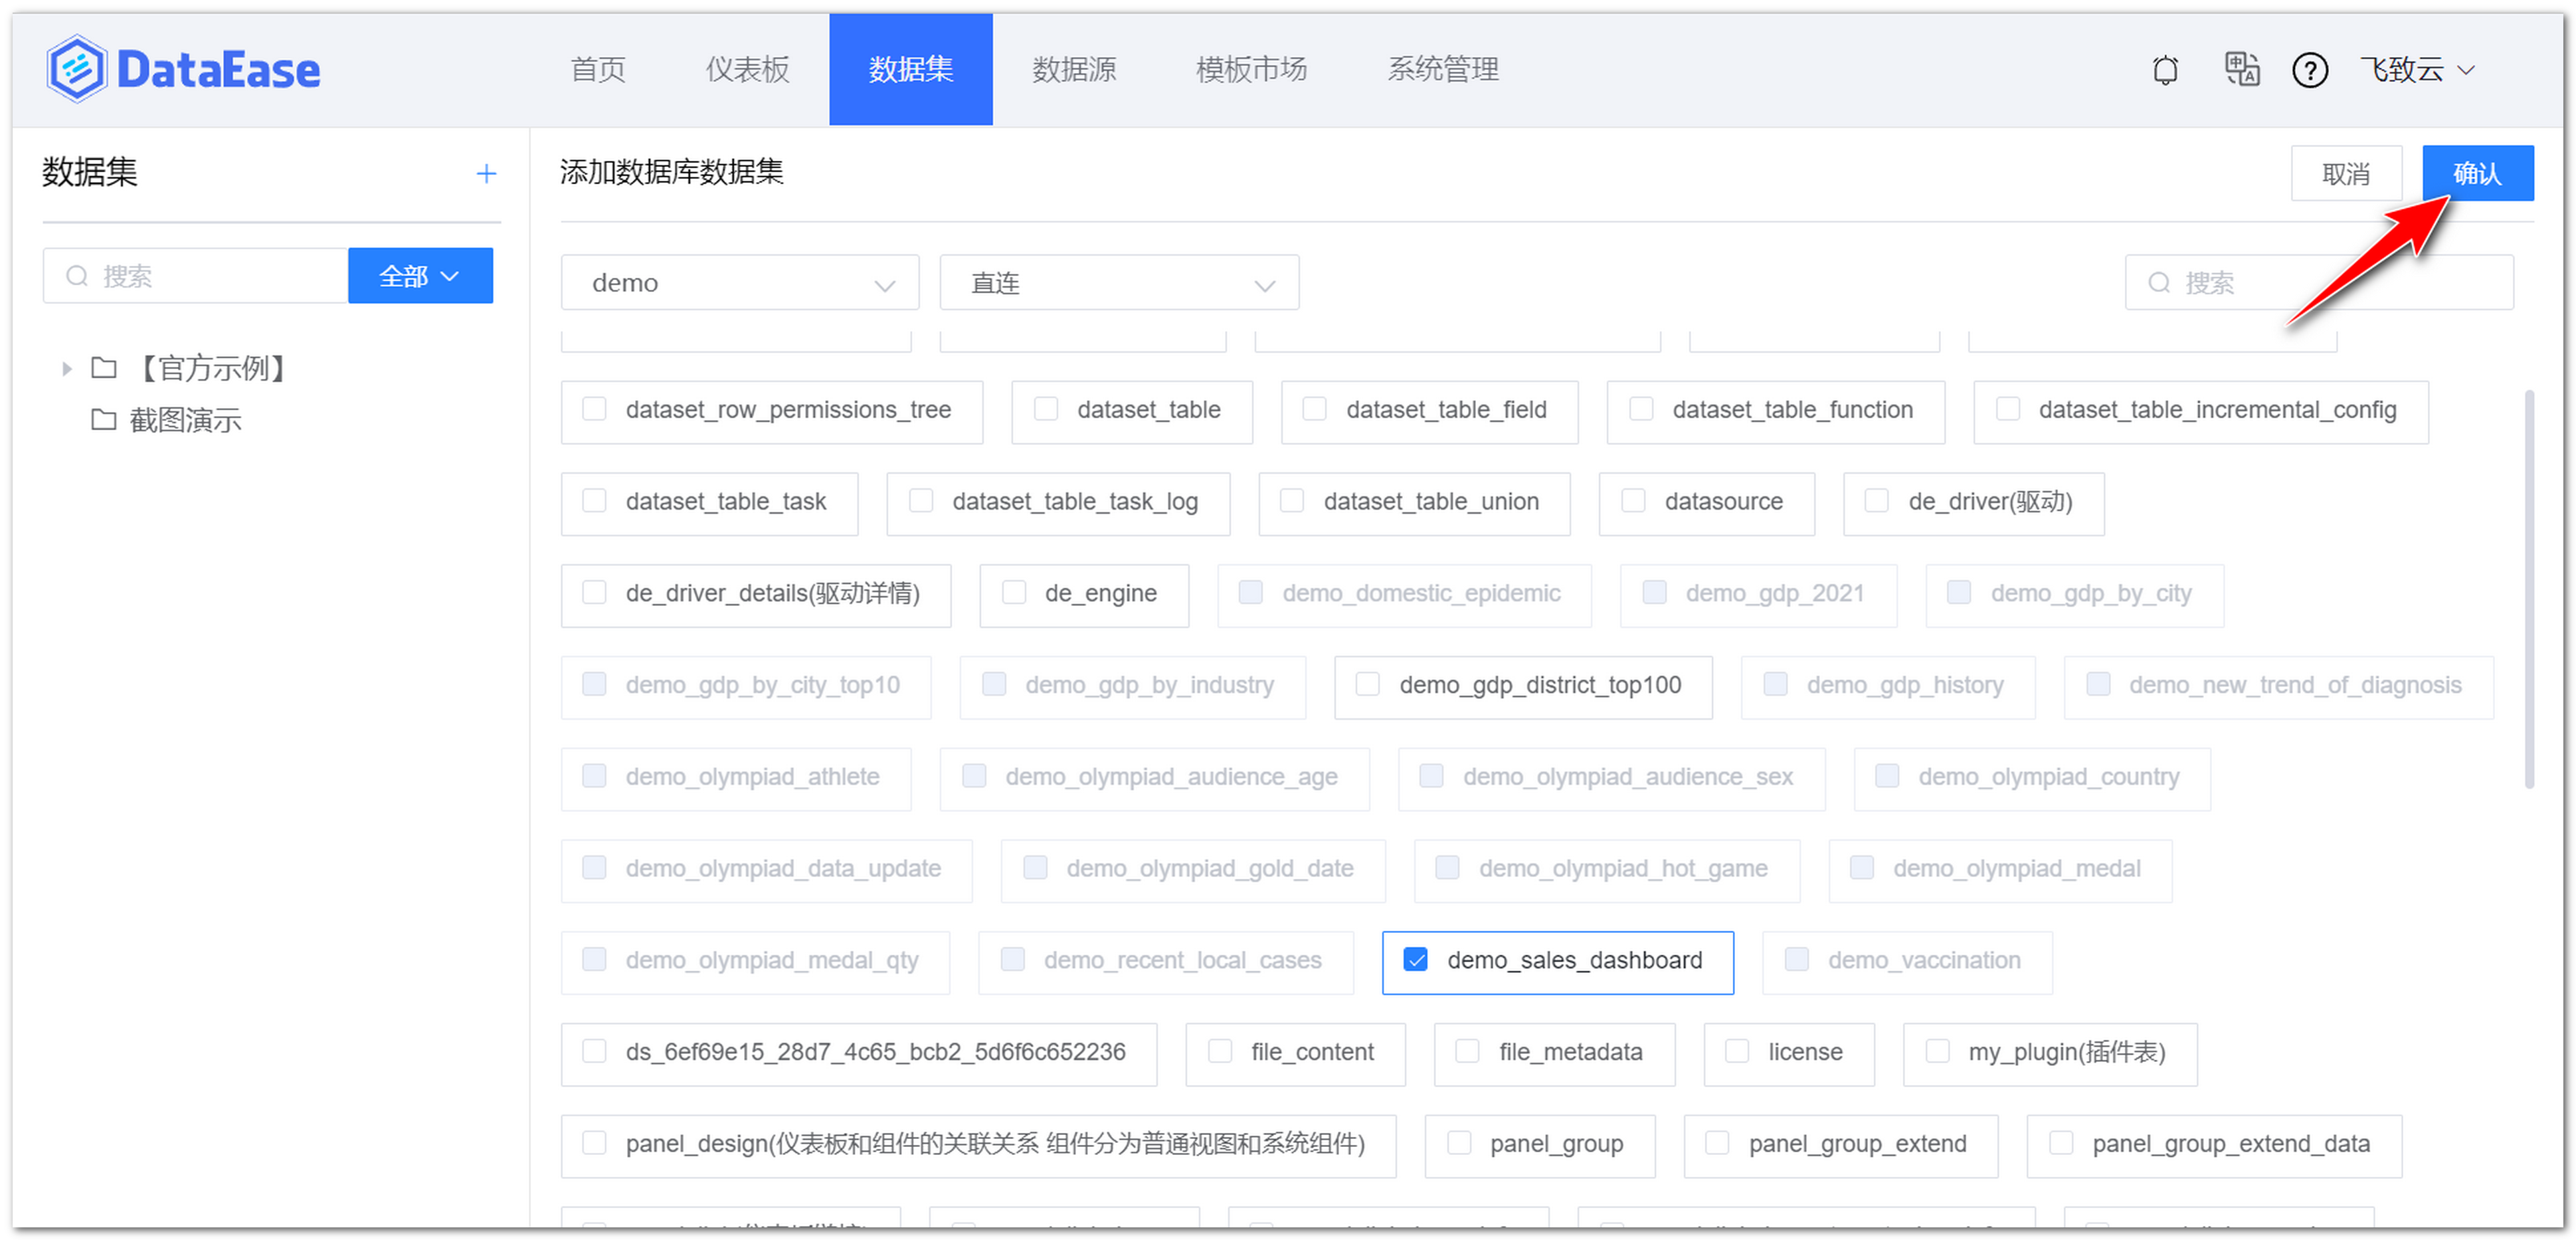 DataEase 首页 仪表板 数据集 数据源 模板市场 系统管理 中 A ? 飞致云
数据集 +
搜索 全部
【官方示例】
截图演示
添加数据库数据集 取消 确认
demo 直连 搜索
dataset_row_permissions_tree dataset_table dataset_table_field dataset_table_function dataset_table_incremental_config
dataset_table_task dataset_table_task_log dataset_table_union datasource de_driver(驱动)
de_driver_details(驱动详情) de_engine demo_domestic_epidemic demo_gdp_2021 demo_gdp_by_city
demo_gdp_by_city_top10 demo_gdp_by_industry demo_gdp_district_top100 demo_gdp_history demo_new_trend_of_diagnosis
demo_olympiad_athlete demo_olympiad_audience_age demo_olympiad_audience_sex demo_olympiad_country
demo_olympiad_data_update demo_olympiad_gold_date demo_olympiad_hot_game demo_olympiad_medal
demo_olympiad_medal_qty demo_recent_local_cases demo_sales_dashboard demo_vaccination
ds_6ef69e15_28d7_4c65_bcb2_5d6f6c652236 file_content file_metadata license my_plugin(插件表)
panel_design(仪表板和组件的关联关系 组件分为普通视图和系统组件) panel_group panel_group_extend panel_group_extend_data